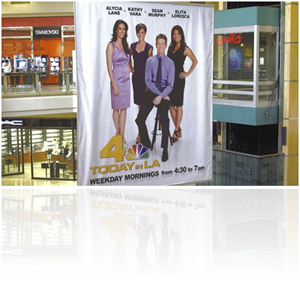 ALYCIA KATHY SEAN ELITA
LANE VARA MURPHY LORESCA
SWAROVSKI
4
TODAY IN LA
WEEKDAY MORNINGS from 4:30 to 7am